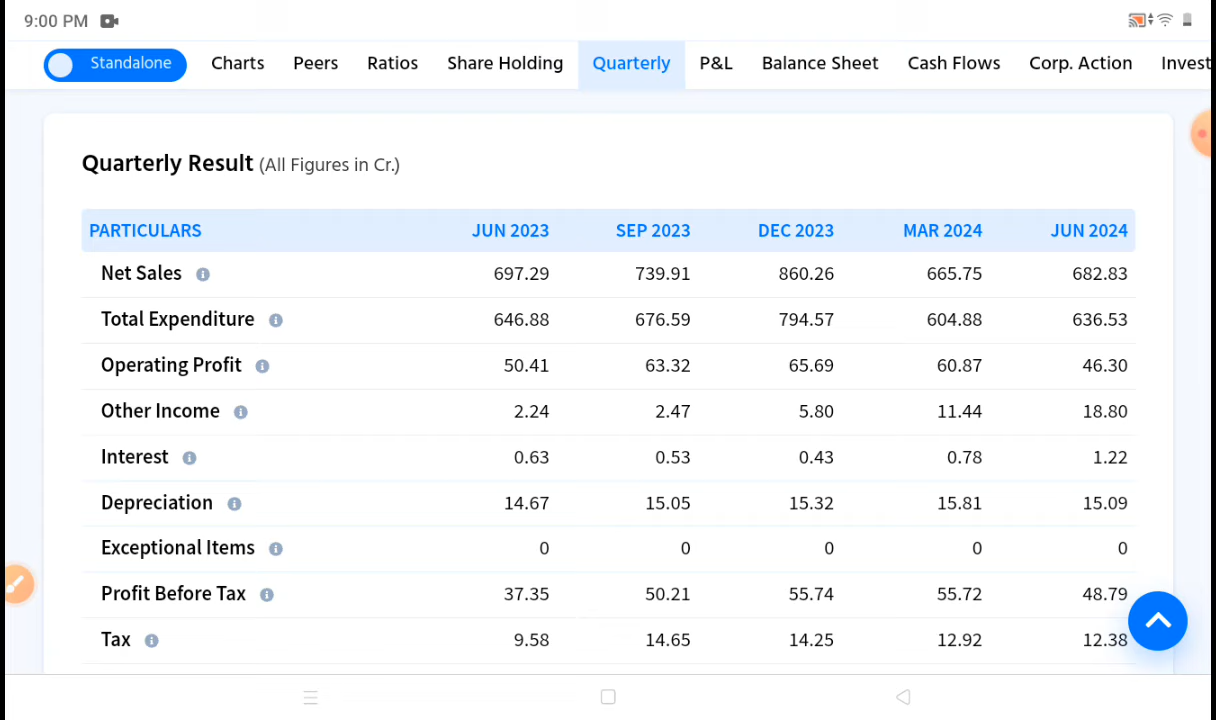 9:00 PM
Standalone Charts Peers Ratios Share Holding Quarterly P&L Balance Sheet Cash Flows Corp. Action Invest
Quarterly Result (All Figures in Cr.)
PARTICULARS JUN 2023 SEP 2023 DEC 2023 MAR 2024 JUN 2024
Net Sales 697.29 739.91 860.26 665.75 682.83
Total Expenditure 646.88 676.59 794.57 604.88 636.53
Operating Profit 50.41 63.32 65.69 60.87 46.30
Other Income 2.24 2.47 5.80 11.44 18.80
Interest 0.63 0.53 0.43 0.78 1.22
Depreciation 14.67 15.05 15.32 15.81 15.09
Exceptional Items 0 0 0 0 0
Profit Before Tax 37.35 50.21 55.74 55.72 48.79
Tax 9.58 14.65 14.25 12.92 12.38